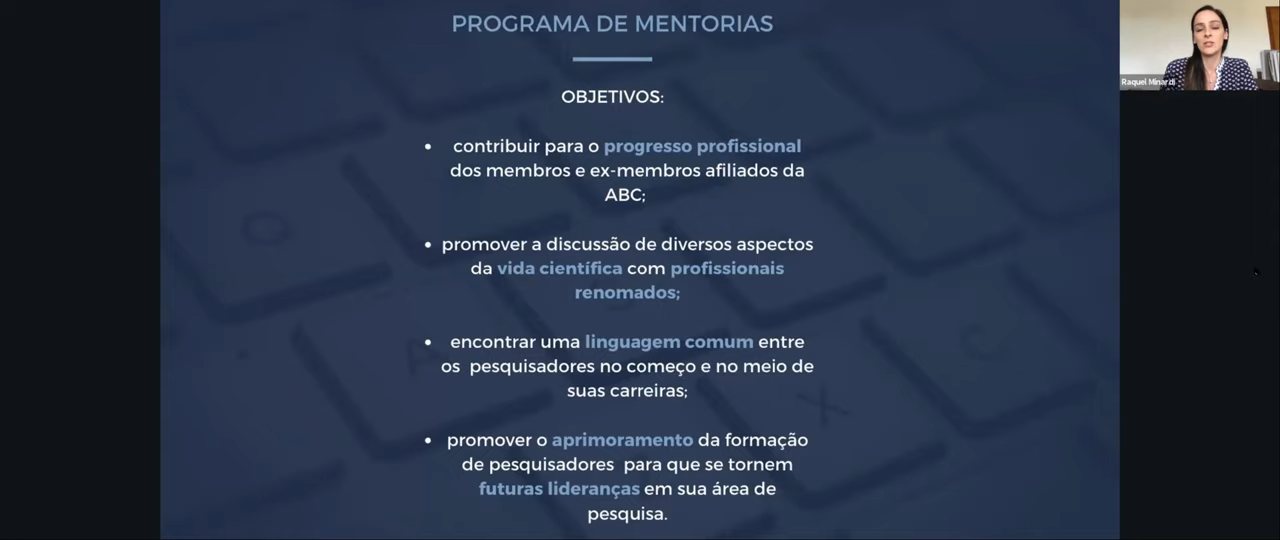 PROGRAMA DE MENTORIAS
OBJETIVOS:
• contribuir para o progresso profissional
dos membros e ex-membros afiliados da
ABC;
• promover a discussão de diversos aspectos
da vida científica com profissionais
renomados;
• encontrar uma linguagem comum entre
os pesquisadores no começo e no meio de
suas carreiras;
• promover o aprimoramento da formação
de pesquisadores para que se tornem
futuras lideranças em sua área de
pesquisa.
Raquel Minardi